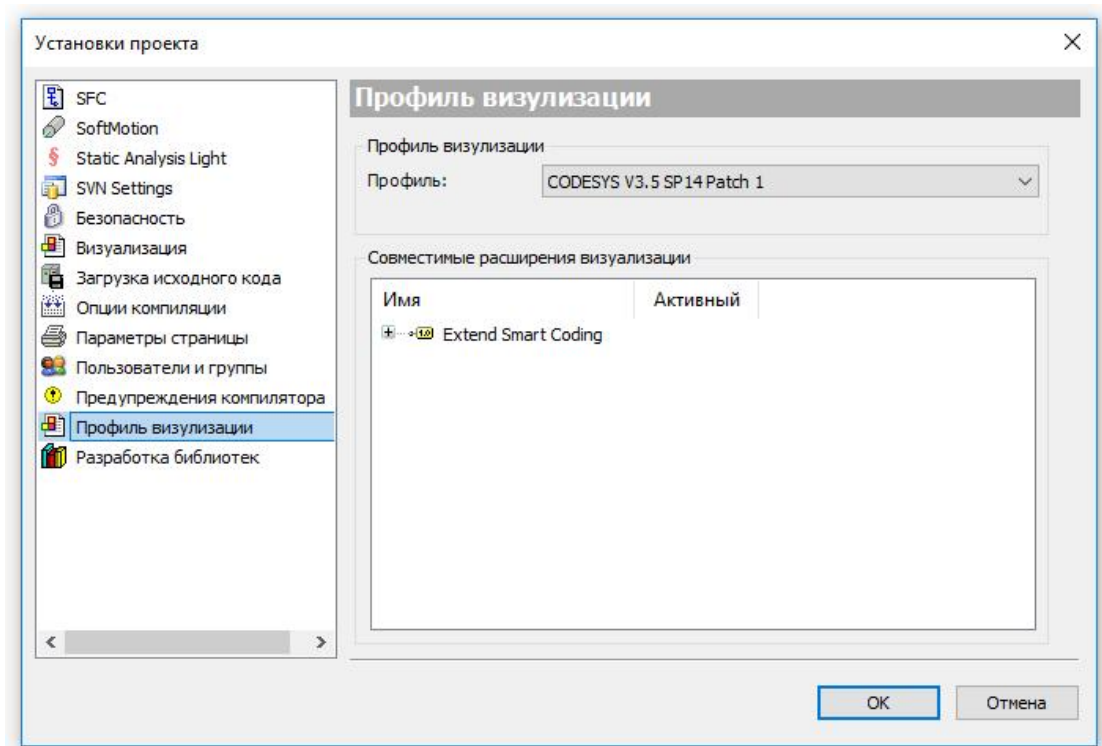 Установки проекта
SFC
SoftMotion
Static Analysis Light
SVN Settings
Безопасность
Визуализация
Загрузка исходного кода
Опции компиляции
Параметры страницы
Пользователи и группы
Предупреждения компилятора
Профиль визулизации
Разработка библиотек
Профиль визулизации
Профиль визулизации
Профиль:
CODESYS V3.5 SP14 Patch 1
Совместимые расширения визуализации
Имя Активный
Extend Smart Coding
OK Отмена